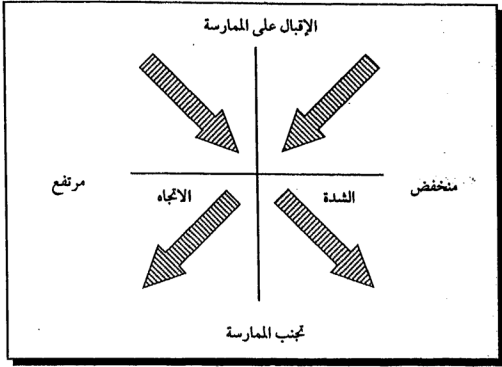 الإقبال على الممارسة
منخفض
الشدة
الاتجاه
مرتفع
تجنب الممارسة